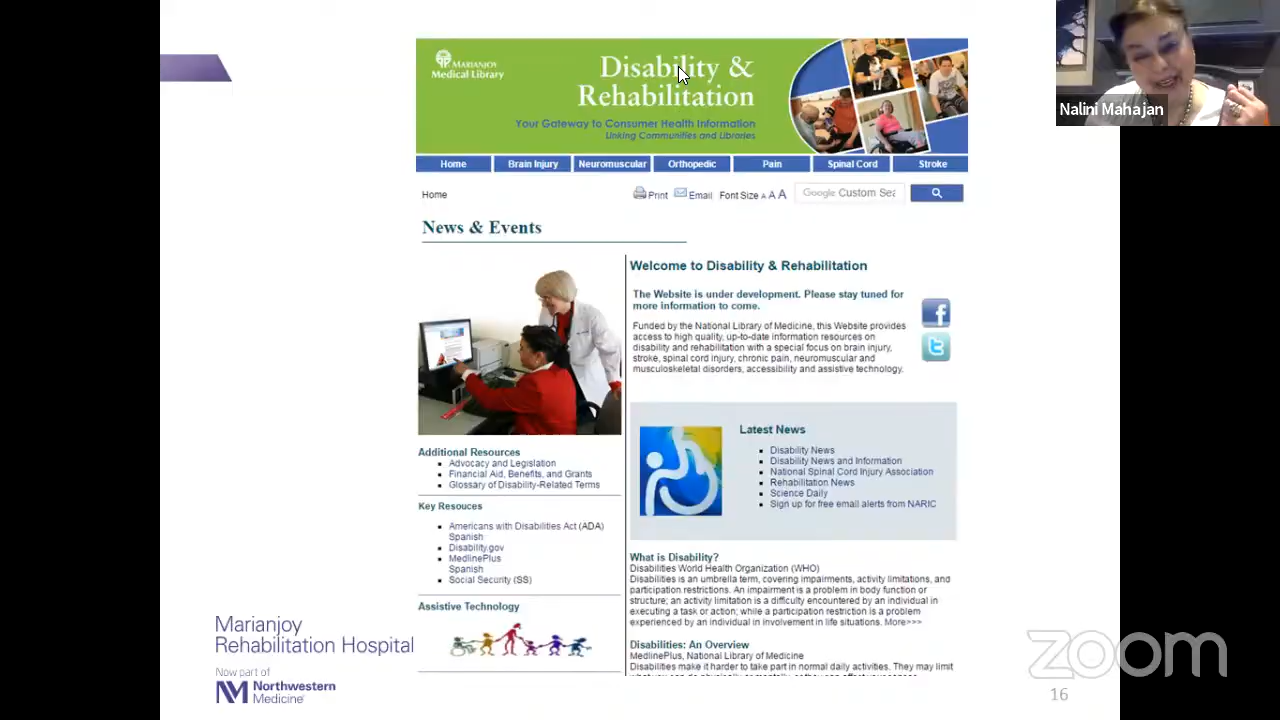 Marianjoy
Medical Library
Disability &
Rehabilitation
Your Gateway to Consumer Health Information
Linking Communities and Libraries
Home
Brain Injury
Neuromuscular
Orthopedic
Pain
Spinal Cord
Stroke
Home
Print
Email
Font Size A A A
Google Custom Sea
News & Events
Welcome to Disability & Rehabilitation
The Website is under development. Please stay tuned for
more information to come.
Funded by the National Library of Medicine, this Website provides
access to high quality, up-to-date information resources on
disability and rehabilitation with a special focus on brain injury,
stroke, spinal cord injury, chronic pain, neuromuscular and
musculoskeletal disorders, accessibility and assistive technology.
f
t
Latest News
Disability News
Disability News and Information
National Spinal Cord Injury Association
Rehabilitation News
Science Daily
Sign up for free email alerts from NARIC
Additional Resources
Advocacy and Legislation
Financial Aid, Benefits, and Grants
Glossary of Disability-Related Terms
Key Resouces
Americans with Disabilities Act (ADA)
Spanish
Disability.gov
MedlinePlus
Spanish
Social Security (SS)
Assistive Technology
What is Disability?
Disabilities World Health Organization (WHO)
Disabilities is an umbrella term, covering impairments, activity limitations, and
participation restrictions. An impairment is a problem in body function or
structure; an activity limitation is a difficulty encountered by an individual in
executing a task or action; while a participation restriction is a problem
experienced by an individual in involvement in life situations. More>>>
Disabilities: An Overview
MedlinePlus, National Library of Medicine
Disabilities make it harder to take part in normal daily activities. They may limit
Marianjoy
Rehabilitation Hospital
Now part of
Northwestern
Medicine
Nalini Mahajan
zoom
16